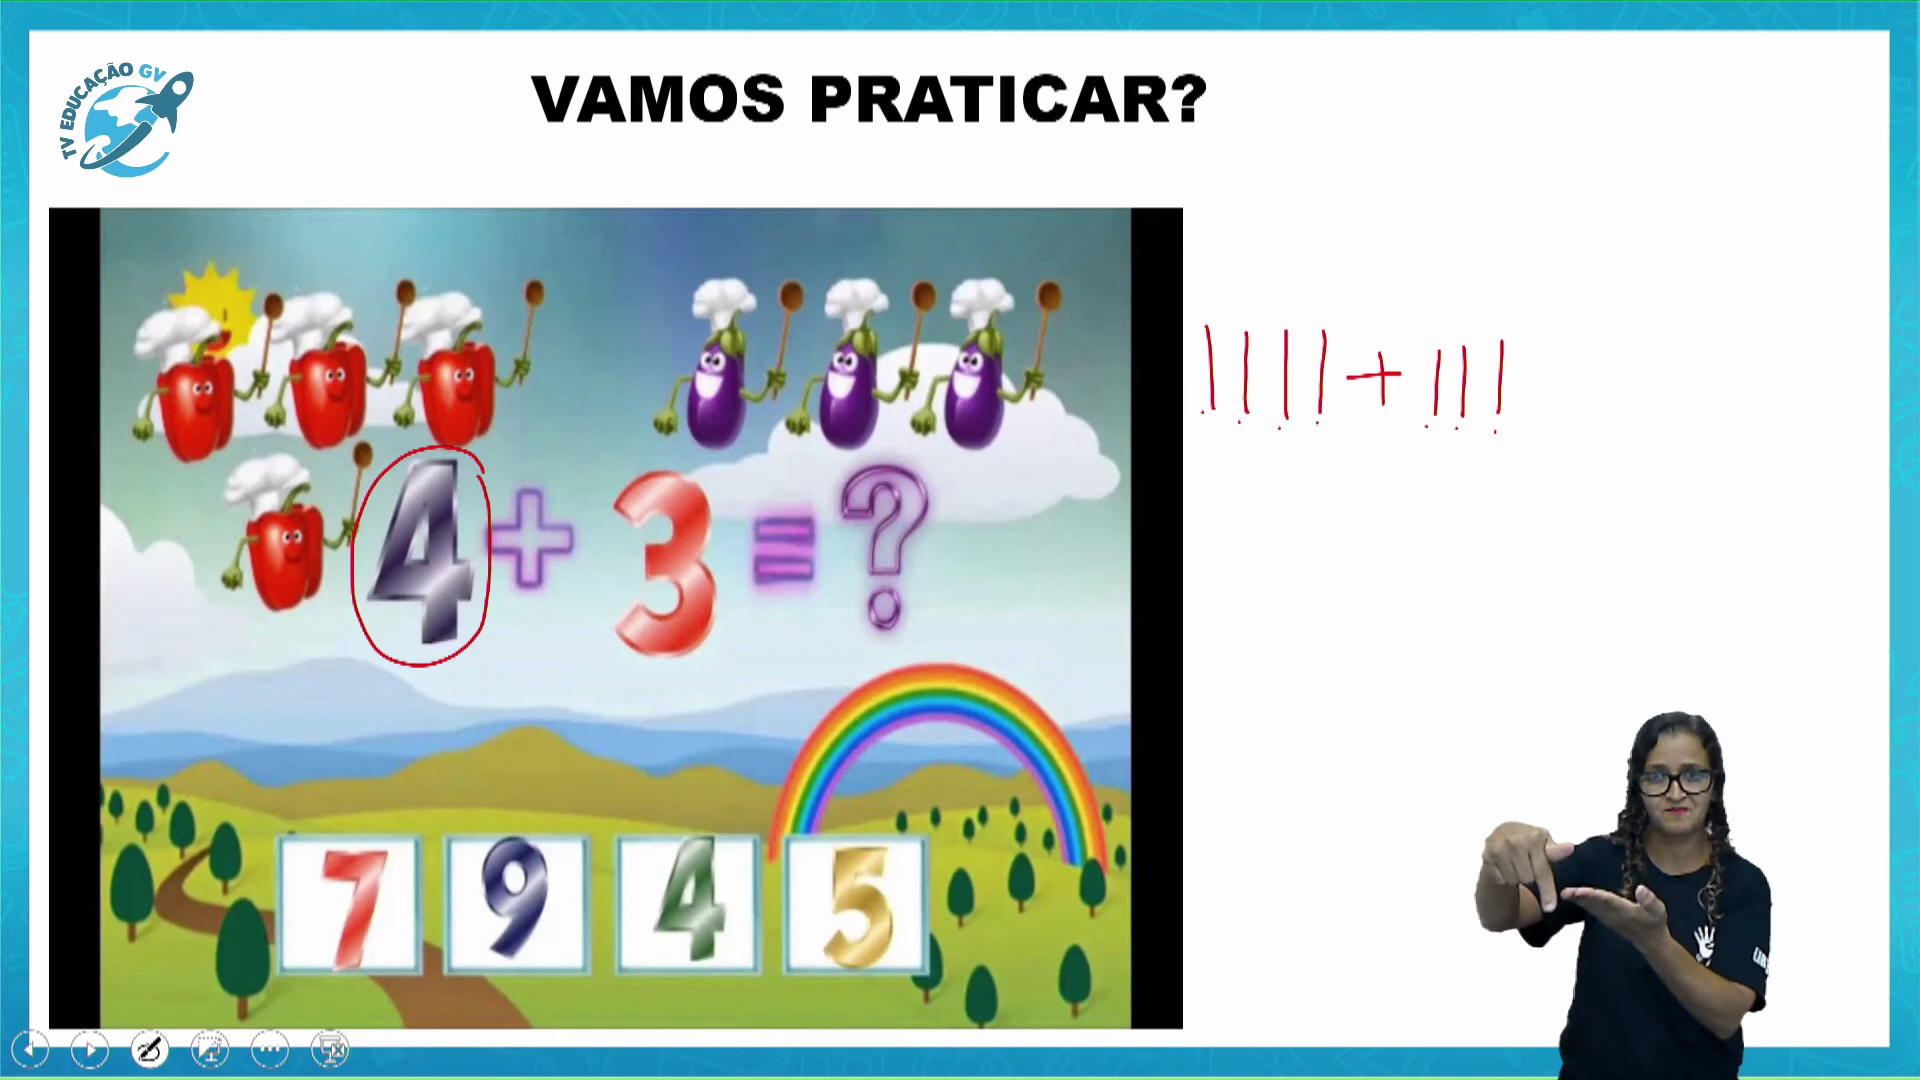 TV EDUCAÇÃO GV
VAMOS PRATICAR?
| | | | + | | |
4 + 3 = ?
7 9 4 5